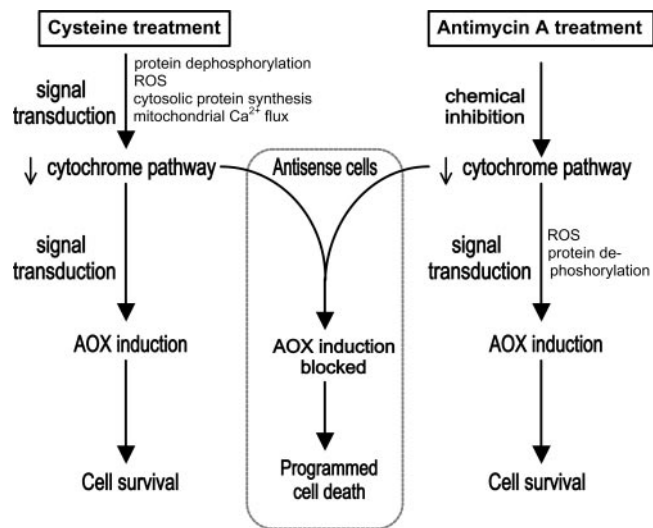 Cysteine treatment
protein dephosphorylation
ROS
cytosolic protein synthesis
mitochondrial Ca²⁺ flux
signal
transduction
↓ cytochrome pathway
signal
transduction
AOX induction
Cell survival
Antisense cells
AOX induction
blocked
Programmed
cell death
Antimycin A treatment
chemical
inhibition
↓ cytochrome pathway
signal
transduction
ROS
protein de-
phoshorylation
AOX induction
Cell survival